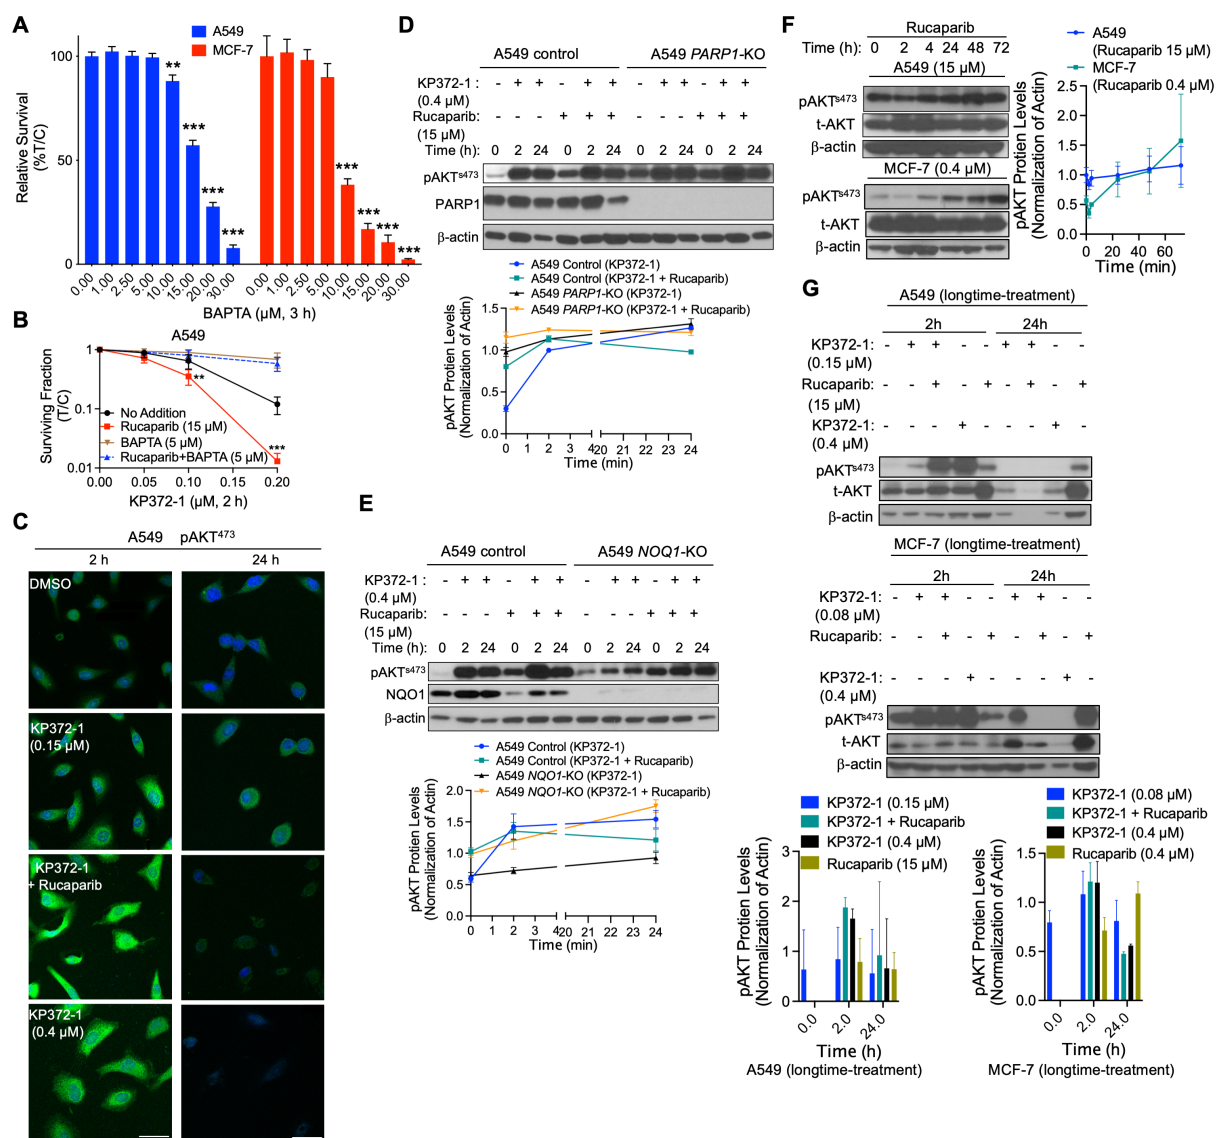 A
A549
MCF-7
Relative Survival
(%T/C)
100
50
0
** *** *** *** *** *** *** ***
0.00 1.00 2.50 5.00 10.00 15.00 20.00 30.00 0.00 1.00 2.50 5.00 10.00 15.00 20.00 30.00
BAPTA (µM, 3 h)
B
A549
Surviving Fraction
(T/C)
1
0.1
0.01
**
***
No Addition
Rucaparib (15 µM)
BAPTA (5 µM)
Rucaparib+BAPTA (5 µM)
0.00 0.05 0.10 0.15 0.20
KP372-1 (µM, 2 h)
C
A549 pAKT473
2 h 24 h
DMSO
KP372-1
(0.15 µM)
KP372-1
+ Rucaparib
KP372-1
(0.4 µM)
D
A549 control A549 PARP1-KO
KP372-1 : - + + - + + - + + - + +
(0.4 µM)
Rucaparib: - - - + + + - - - + + +
(15 µM)
Time (h): 0 2 24 0 2 24 0 2 24 0 2 24
pAKTs473
PARP1
β-actin
A549 Control (KP372-1)
A549 Control (KP372-1 + Rucaparib)
A549 PARP1-KO (KP372-1)
A549 PARP1-KO (KP372-1 + Rucaparib)
pAKT Protien Levels
(Normalization of Actin)
1.5
1.0
0.5
0.0
0 1 2 3 4 20 21 22 23 24
Time (min)
E
A549 control A549 NOQ1-KO
KP372-1 : - + + - + + - + + - + +
(0.4 µM)
Rucaparib: - - - + + + - - - + + +
(15 µM)
Time (h): 0 2 24 0 2 24 0 2 24 0 2 24
pAKTs473
NQO1
β-actin
A549 Control (KP372-1)
A549 Control (KP372-1 + Rucaparib)
A549 NQO1-KO (KP372-1)
A549 NQO1-KO (KP372-1 + Rucaparib)
pAKT Protien Levels
(Normalization of Actin)
2.0
1.5
1.0
0.5
0.0
0 1 2 3 4 20 21 22 23 24
Time (min)
F
Rucaparib
Time (h): 0 2 4 24 48 72
A549 (15 µM)
pAKTs473
t-AKT
β-actin
MCF-7 (0.4 µM)
pAKTs473
t-AKT
β-actin
A549
(Rucaparib 15 µM)
MCF-7
(Rucaparib 0.4 µM)
pAKT Protien Levels
(Normalization of Actin)
2.5
2.0
1.5
1.0
0.5
0.0
0 20 40 60
Time (min)
G
A549 (longtime-treatment)
2h 24h
KP372-1: - + + - - + + - -
(0.15 µM)
Rucaparib: - - + - + - + - +
(15 µM)
KP372-1: - - - + - - - + -
(0.4 µM)
pAKTs473
t-AKT
β-actin
MCF-7 (longtime-treatment)
2h 24h
KP372-1: - + + - - + + - -
(0.08 µM)
Rucaparib: - - + - + - + - +
KP372-1: - - - + - - - + -
(0.4 µM)
pAKTs473
t-AKT
β-actin
KP372-1 (0.15 µM)
KP372-1 + Rucaparib
KP372-1 (0.4 µM)
Rucaparib (15 µM)
pAKT Protien Levels
(Normalization of Actin)
3
2
1
0
0.0 2.0 24.0
Time (h)
A549 (longtime-treatment)
KP372-1 (0.08 µM)
KP372-1 + Rucaparib
KP372-1 (0.4 µM)
Rucaparib (0.4 µM)
pAKT Protien Levels
(Normalization of Actin)
1.5
1.0
0.5
0.0
0.0 2.0 24.0
Time (h)
MCF-7 (longtime-treatment)